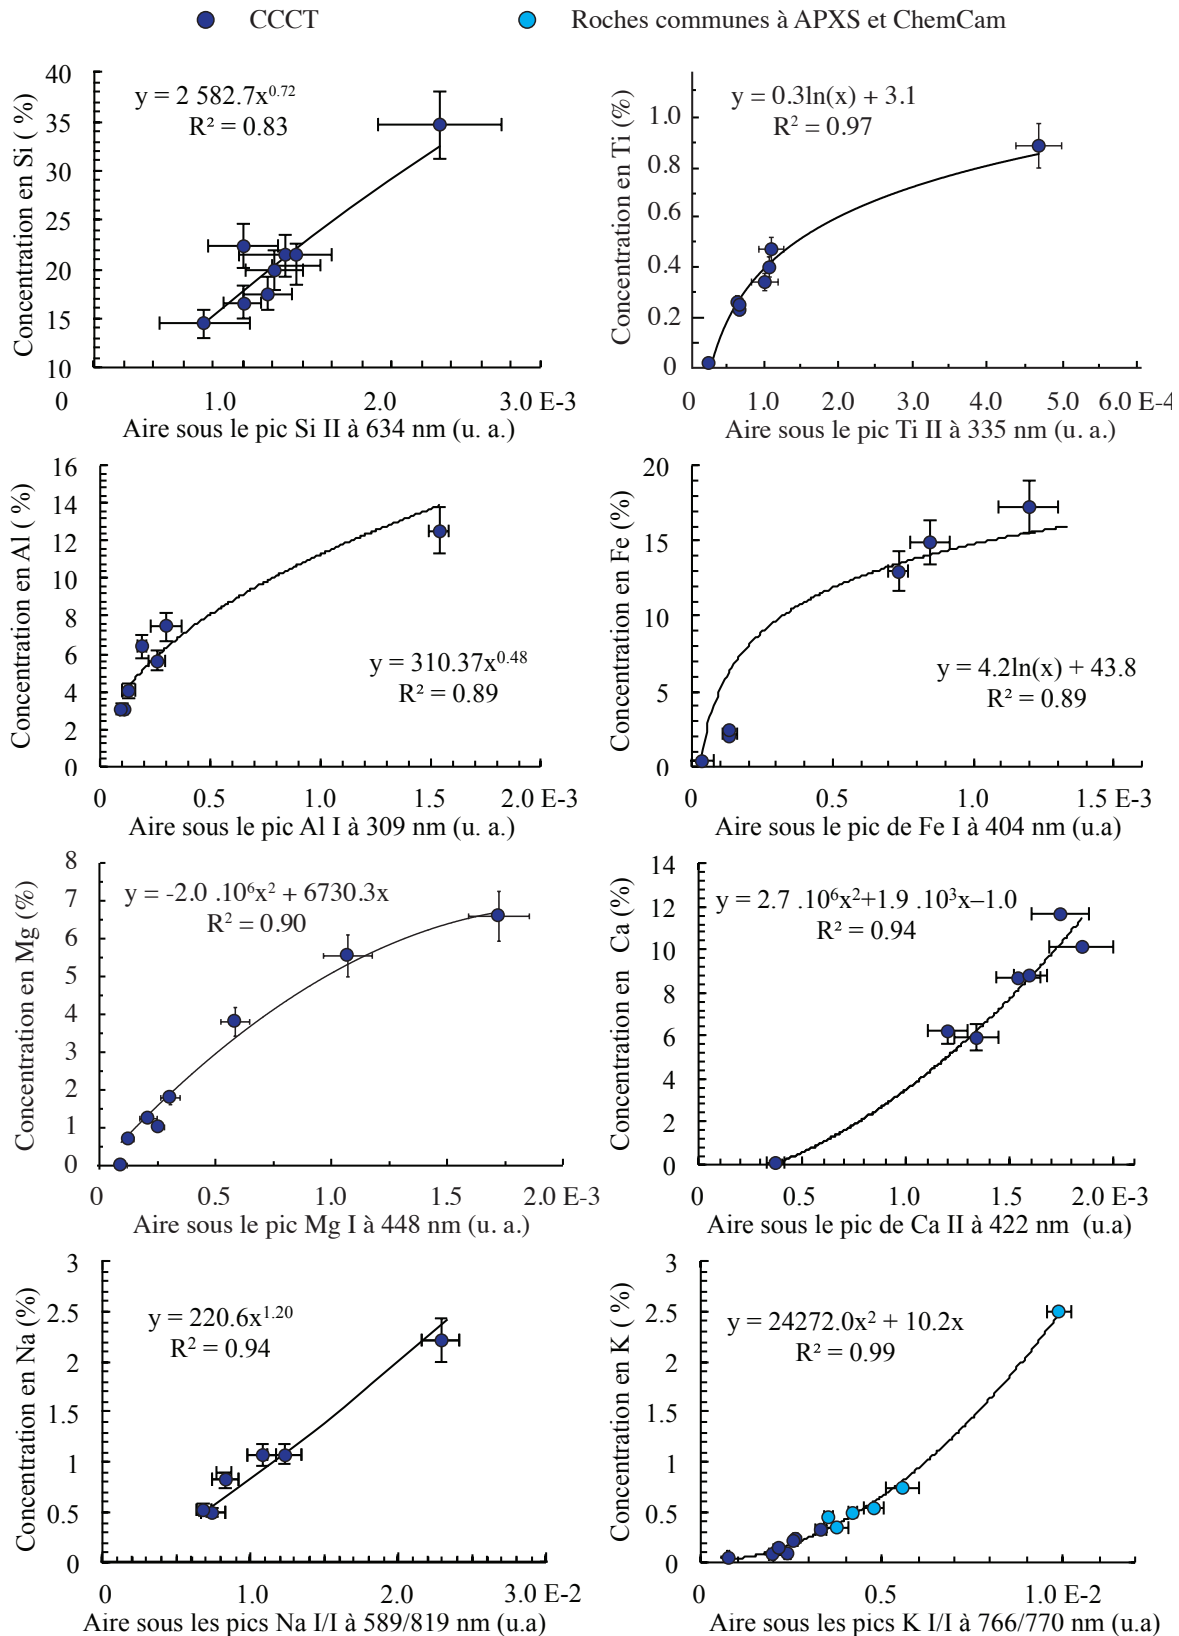 CCCT
Roches communes à APXS et ChemCam
Concentration en Si ( %)
40
35
30
25
20
15
10
y = 2 582.7x^0.72
R² = 0.83
0 1.0 2.0 3.0 E-3
Aire sous le pic Si II à 634 nm (u. a.)
Concentration en Ti (%)
1.0
0.8
0.6
0.4
0.2
0
y = 0.3ln(x) + 3.1
R² = 0.97
0 1.0 2.0 3.0 4.0 5.0 6.0 E-4
Aire sous le pic Ti II à 335 nm (u. a.)
Concentration en Al ( %)
16
14
12
10
8
6
4
2
0
y = 310.37x^0.48
R² = 0.89
0 0.5 1.0 1.5 2.0 E-3
Aire sous le pic Al I à 309 nm (u. a.)
Concentration en Fe (%)
20
15
10
5
0
y = 4.2ln(x) + 43.8
R² = 0.89
0 0.5 1.0 1.5 E-3
Aire sous le pic de Fe I à 404 nm (u.a)
Concentration en Mg (%)
8
7
6
5
4
3
2
1
0
y = -2.0 .10⁶x² + 6730.3x
R² = 0.90
0 0.5 1.0 1.5 2.0 E-3
Aire sous le pic Mg I à 448 nm (u. a.)
Concentration en Ca (%)
14
12
10
8
6
4
2
0
y = 2.7 .10⁶x²+1.9 .10³x–1.0
R² = 0.94
0 0.5 1.0 1.5 2.0 E-3
Aire sous le pic de Ca II à 422 nm (u.a)
Concentration en Na (%)
3
2.5
2
1.5
1
0.5
0
y = 220.6x^1.20
R² = 0.94
0 1.0 2.0 3.0 E-2
Aire sous les pics Na I/I à 589/819 nm (u.a)
Concentration en K ( %)
3
2.5
2
1.5
1
0.5
0
y = 24272.0x² + 10.2x
R² = 0.99
0 0.5 1.0 E-2
Aire sous les pics K I/I à 766/770 nm (u.a)